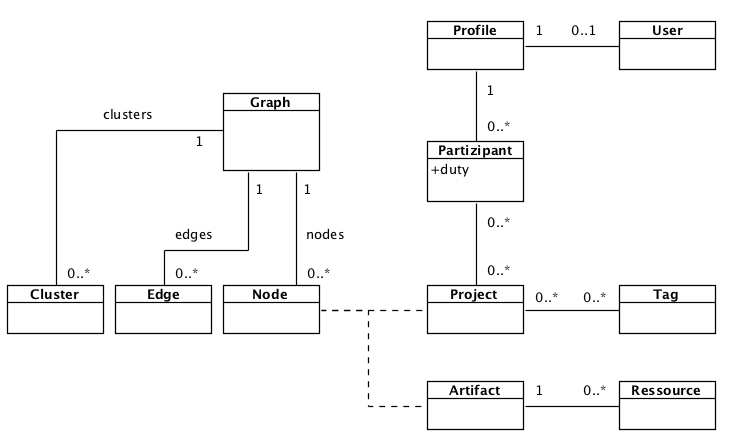 Profile
1
0..1
User
Graph
clusters
1
1
0..*
Partizipant
+duty
1
1
edges
nodes
0..*
0..*
0..*
0..*
0..*
Cluster
Edge
Node
Project
0..*
0..*
Tag
Artifact
1
0..*
Ressource